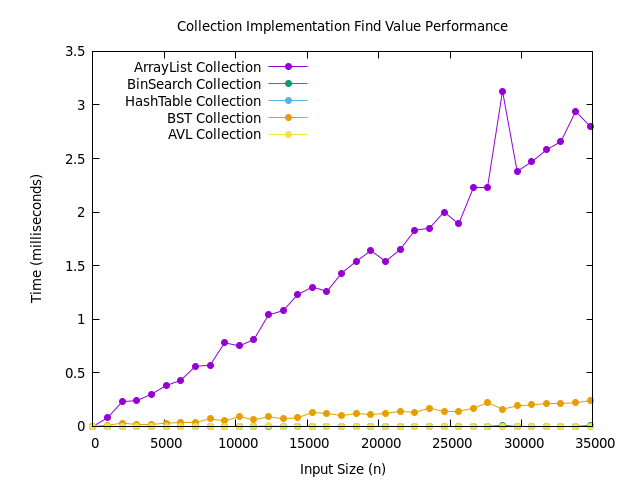 Collection Implementation Find Value Performance
3.5
3
2.5
2
1.5
1
0.5
0
Time (milliseconds)
ArrayList Collection
BinSearch Collection
HashTable Collection
BST Collection
AVL Collection
0 5000 10000 15000 20000 25000 30000 35000
Input Size (n)